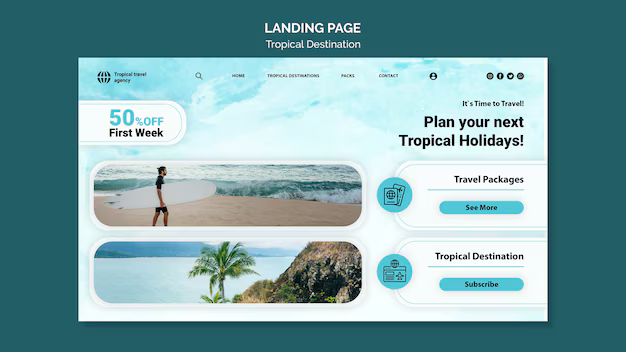 LANDING PAGE
Tropical Destination
Tropical travel
agency
HOME
TROPICAL DESTINATIONS
PACKS
CONTACT
50%OFF
First Week
It's Time to Travel!
Plan your next
Tropical Holidays!
Travel Packages
See More
Tropical Destination
Subscribe